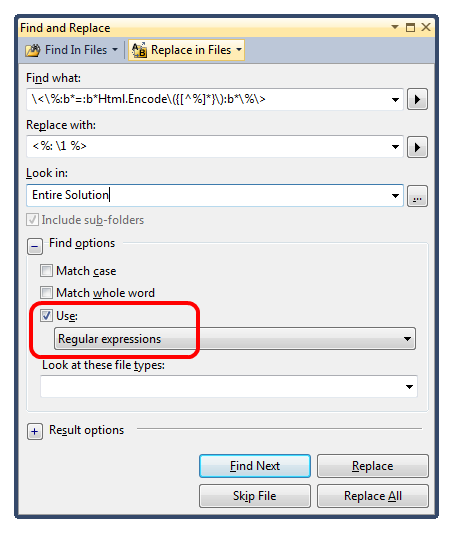 Find and Replace
Find In Files Replace in Files
Find what:
\<\%:b*=:b*Html.Encode\({[^%]*}\):b*\%\>
Replace with:
<%: \1 %>
Look in:
Entire Solution
...
Include sub-folders
Find options
Match case
Match whole word
Use:
Regular expressions
Look at these file types:
Result options
Find Next Replace
Skip File Replace All